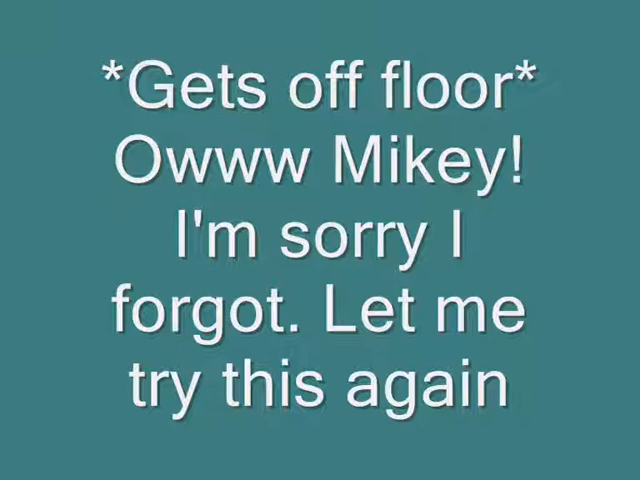 *Gets off floor*
Owww Mikey!
I'm sorry I
forgot. Let me
try this again